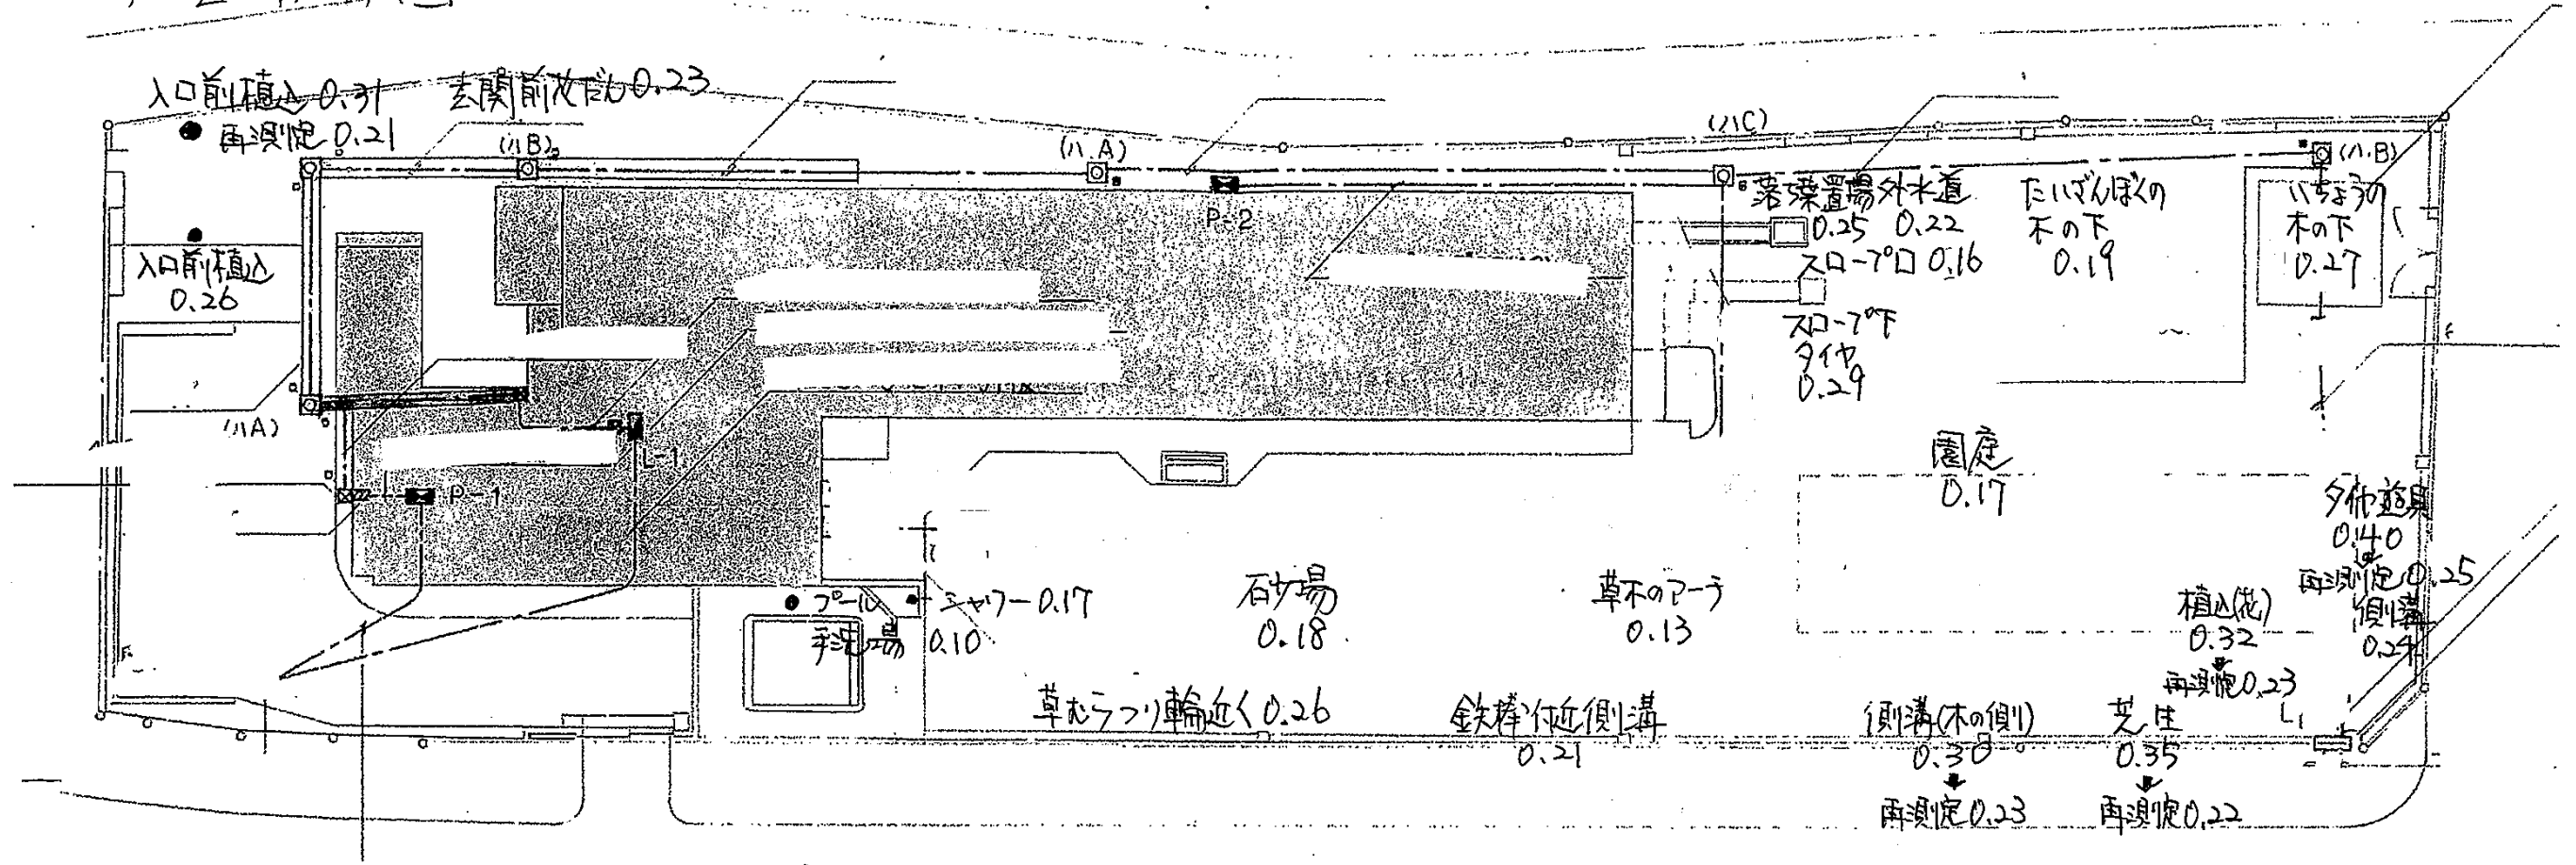 入口前植込 0.31
再測定 0.21
玄関前花だん 0.23
(ハB)
(ハ.A)
(ハC)
(ハ.B)
入口前植込
0.26
P-2
落ち葉置場
0.25
外水道
0.22
スロープ口 0.16
たいざんぼくの
木の下
0.19
いちょうの
木の下
0.27
スロープ下
タイヤ
0.29
(ハA)
L-1
P-1
園庭
0.17
タイヤ遊具
0.40
再測定 0.25
側溝
0.24
プール
シャワー 0.17
手洗場 0.10
砂場
0.18
草木のアーチ
0.13
植込(花)
0.32
再測定 0.23
草むらつり輪近く 0.26
鉄棒付近側溝
0.21
側溝(木の側)
0.30
再測定 0.23
芝生
0.35
再測定 0.22